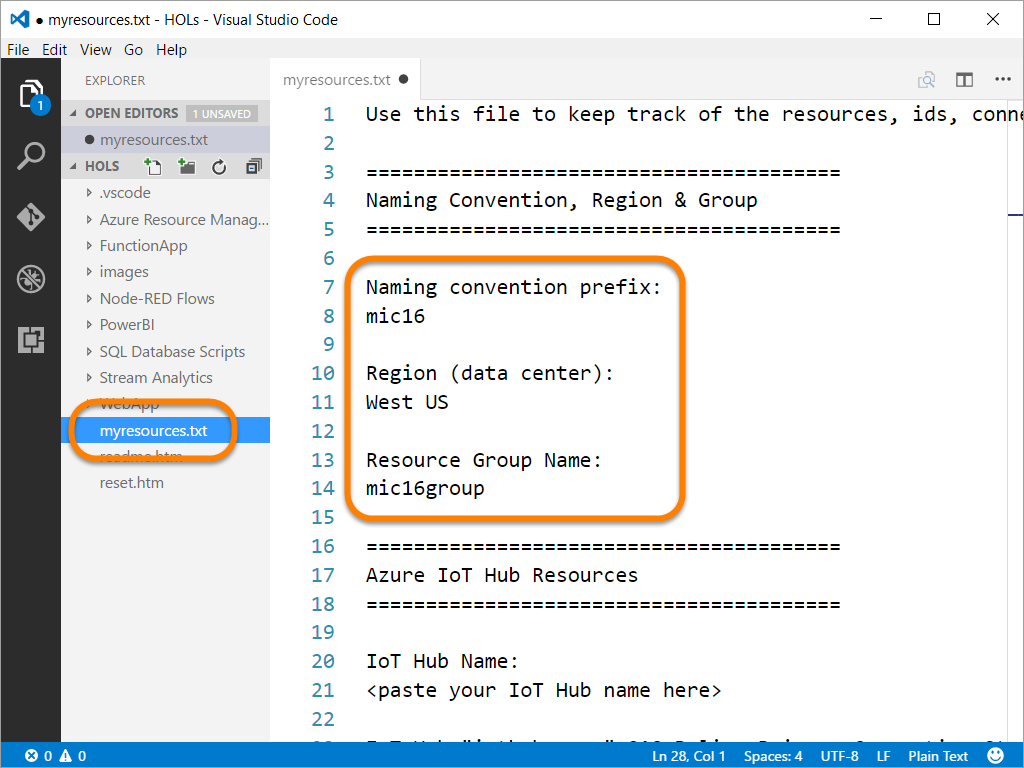 ● myresources.txt - HOLs - Visual Studio Code
File Edit View Go Help
1
EXPLORER
OPEN EDITORS 1 UNSAVED
● myresources.txt
HOLS
.vscode
Azure Resource Manag...
FunctionApp
images
Node-RED Flows
PowerBI
SQL Database Scripts
Stream Analytics
WebApp
myresources.txt
readme.htm
reset.htm
myresources.txt ●
1 Use this file to keep track of the resources, ids, conne
2
3 ========================================
4 Naming Convention, Region & Group
5 ========================================
6
7 Naming convention prefix:
8 mic16
9
10 Region (data center):
11 West US
12
13 Resource Group Name:
14 mic16group
15
16 ========================================
17 Azure IoT Hub Resources
18 ========================================
19
20 IoT Hub Name:
21 <paste your IoT Hub name here>
22
0 0 Ln 28, Col 1 Spaces: 4 UTF-8 LF Plain Text